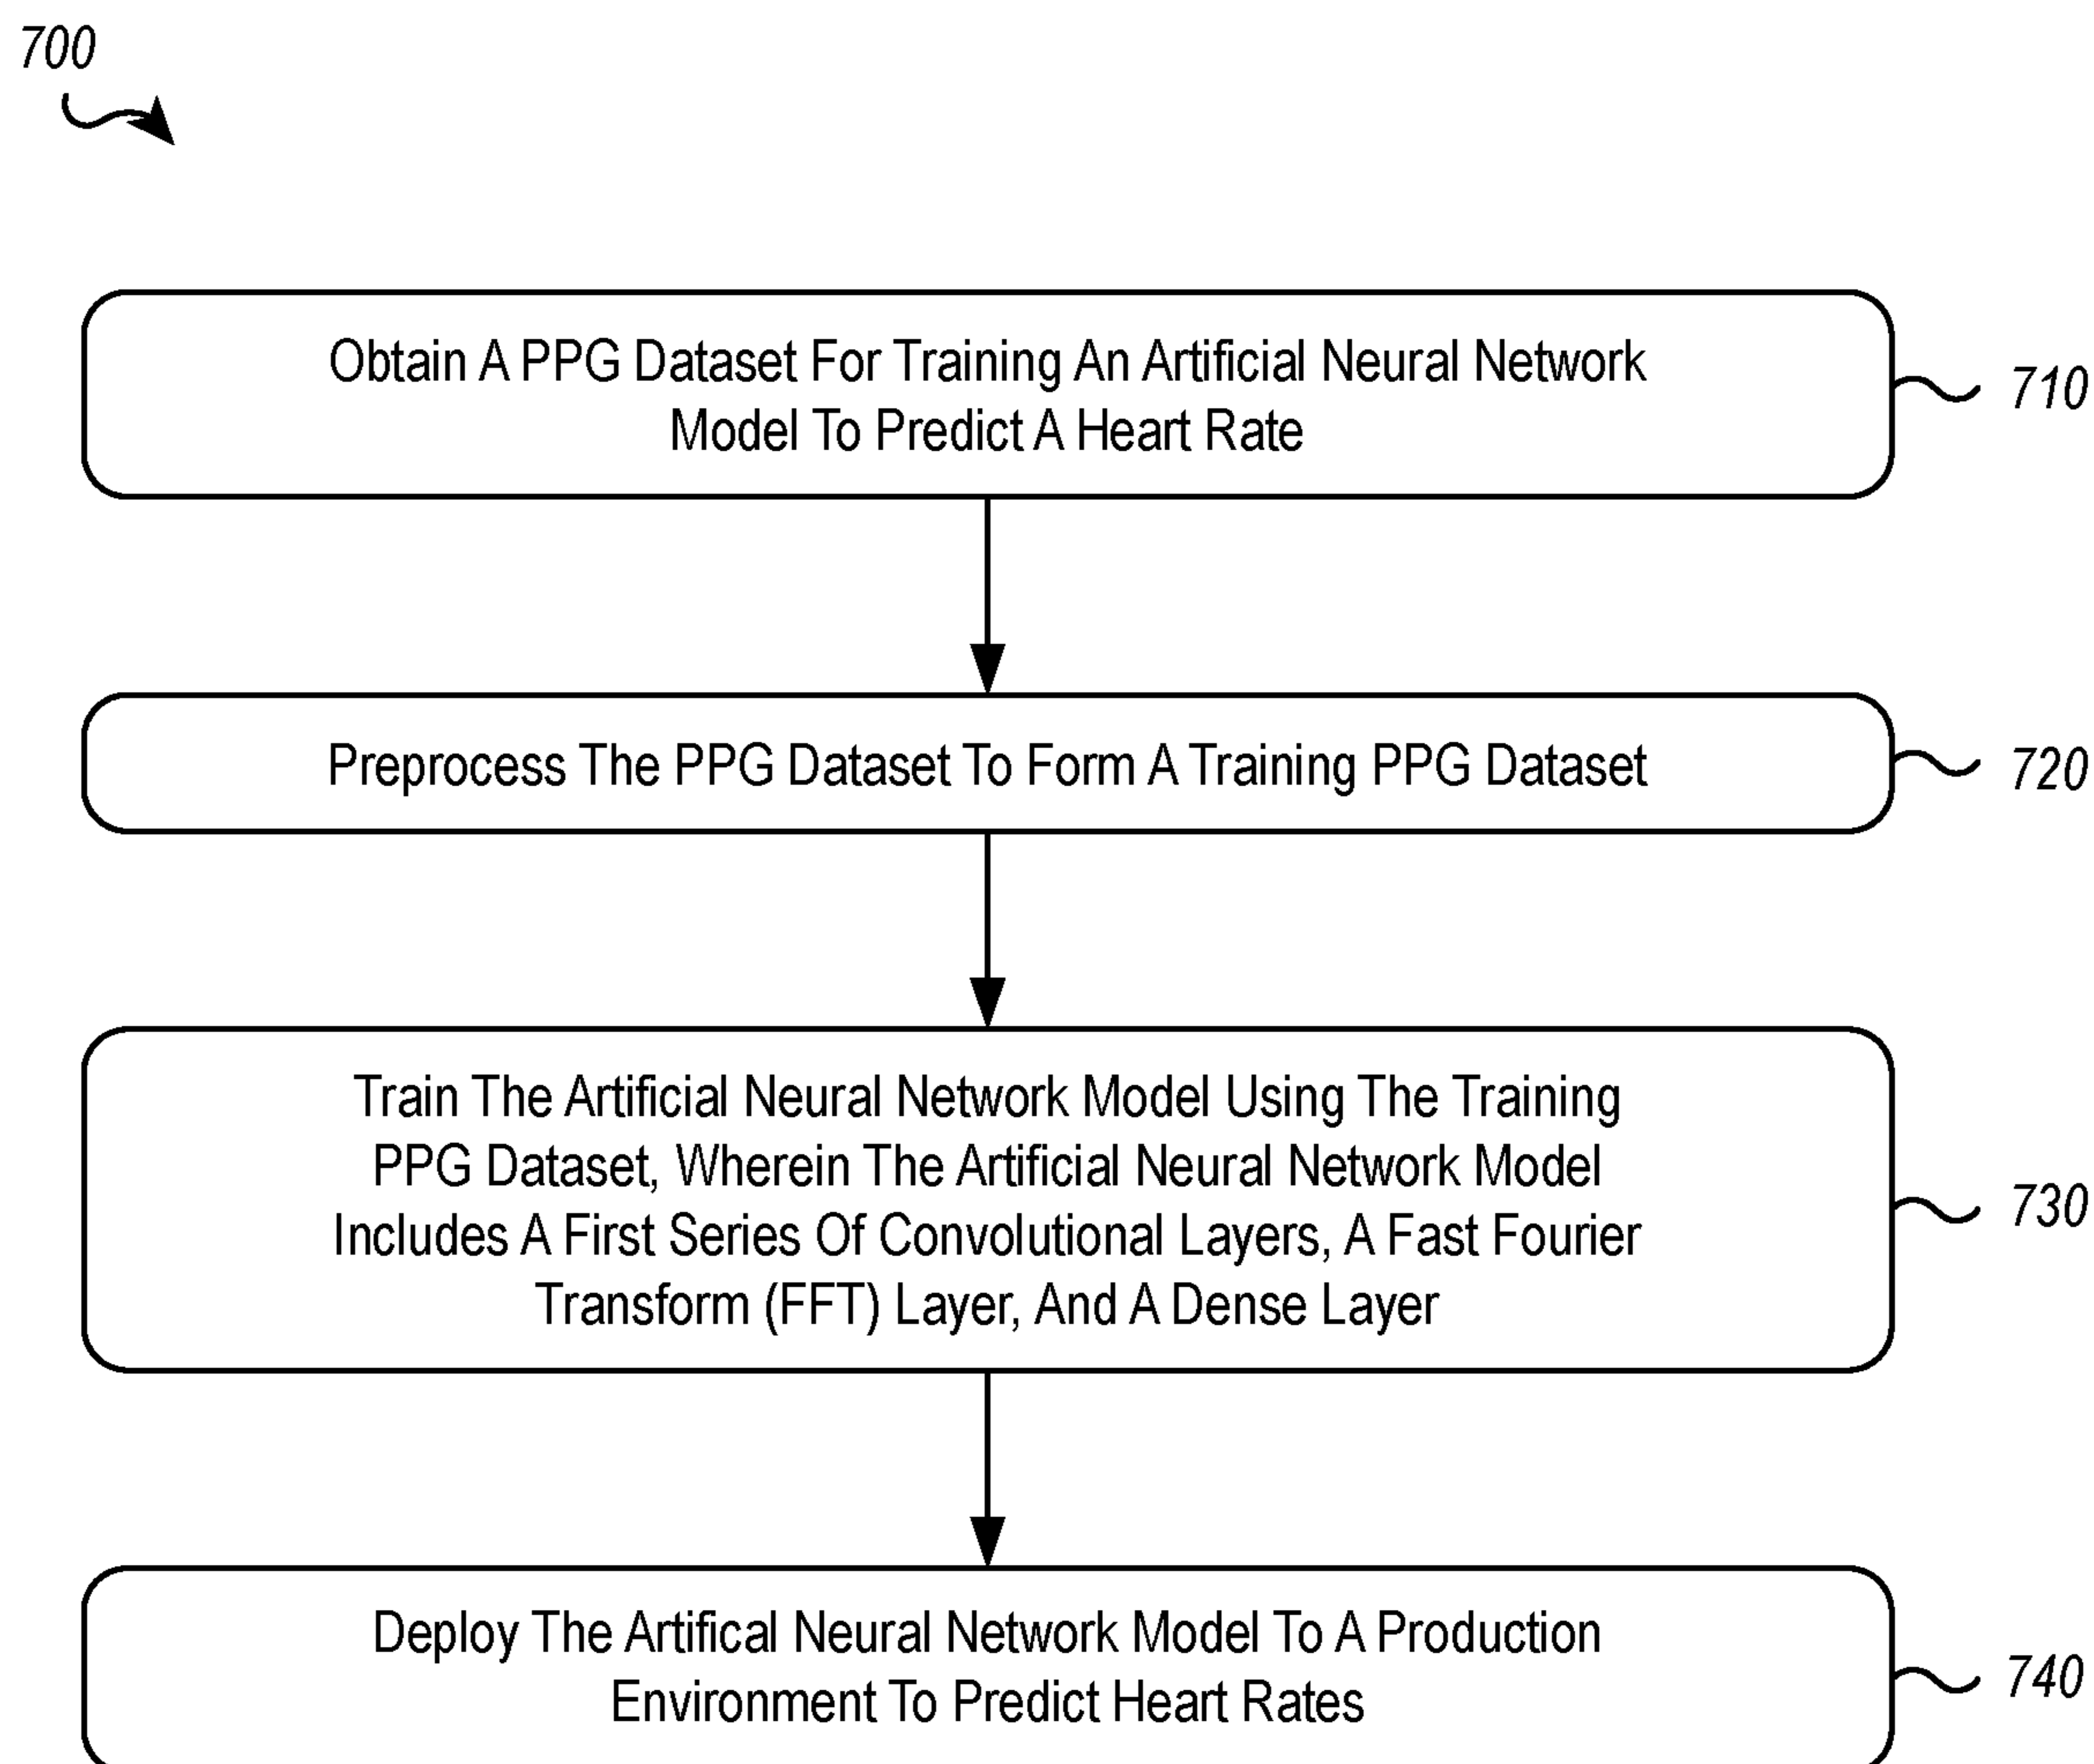 700
Obtain A PPG Dataset For Training An Artificial Neural Network
Model To Predict A Heart Rate
710
Preprocess The PPG Dataset To Form A Training PPG Dataset
720
Train The Artificial Neural Network Model Using The Training
PPG Dataset, Wherein The Artificial Neural Network Model
Includes A First Series Of Convolutional Layers, A Fast Fourier
Transform (FFT) Layer, And A Dense Layer
730
Deploy The Artifical Neural Network Model To A Production
Environment To Predict Heart Rates
740